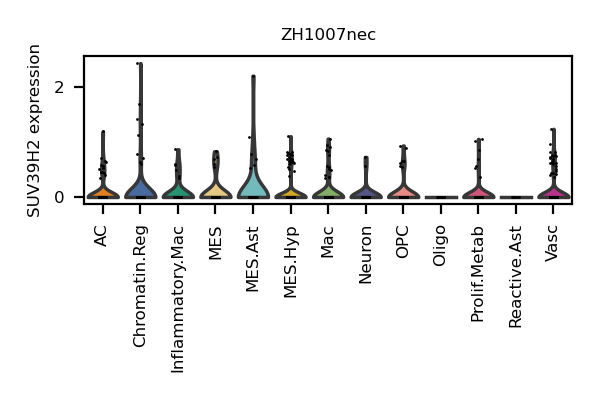 ZH1007nec
SUV39H2 expression
2
0
AC
Chromatin.Reg
Inflammatory.Mac
MES
MES.Ast
MES.Hyp
Mac
Neuron
OPC
Oligo
Prolif.Metab
Reactive.Ast
Vasc